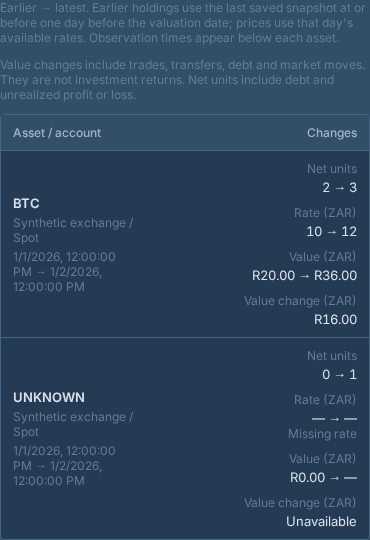 Earlier → latest. Earlier holdings use the last saved snapshot at or
before one day before the valuation date; prices use that day's
available rates. Observation times appear below each asset.
Value changes include trades, transfers, debt and market moves.
They are not investment returns. Net units include debt and
unrealized profit or loss.
Asset / account
Changes
BTC
Synthetic exchange /
Spot
1/1/2026, 12:00:00
PM → 1/2/2026,
12:00:00 PM
Net units
2 → 3
Rate (ZAR)
10 → 12
Value (ZAR)
R20.00 → R36.00
Value change (ZAR)
R16.00
UNKNOWN
Synthetic exchange /
Spot
1/1/2026, 12:00:00
PM → 1/2/2026,
12:00:00 PM
Net units
0 → 1
Rate (ZAR)
— → —
Missing rate
Value (ZAR)
R0.00 → —
Value change (ZAR)
Unavailable